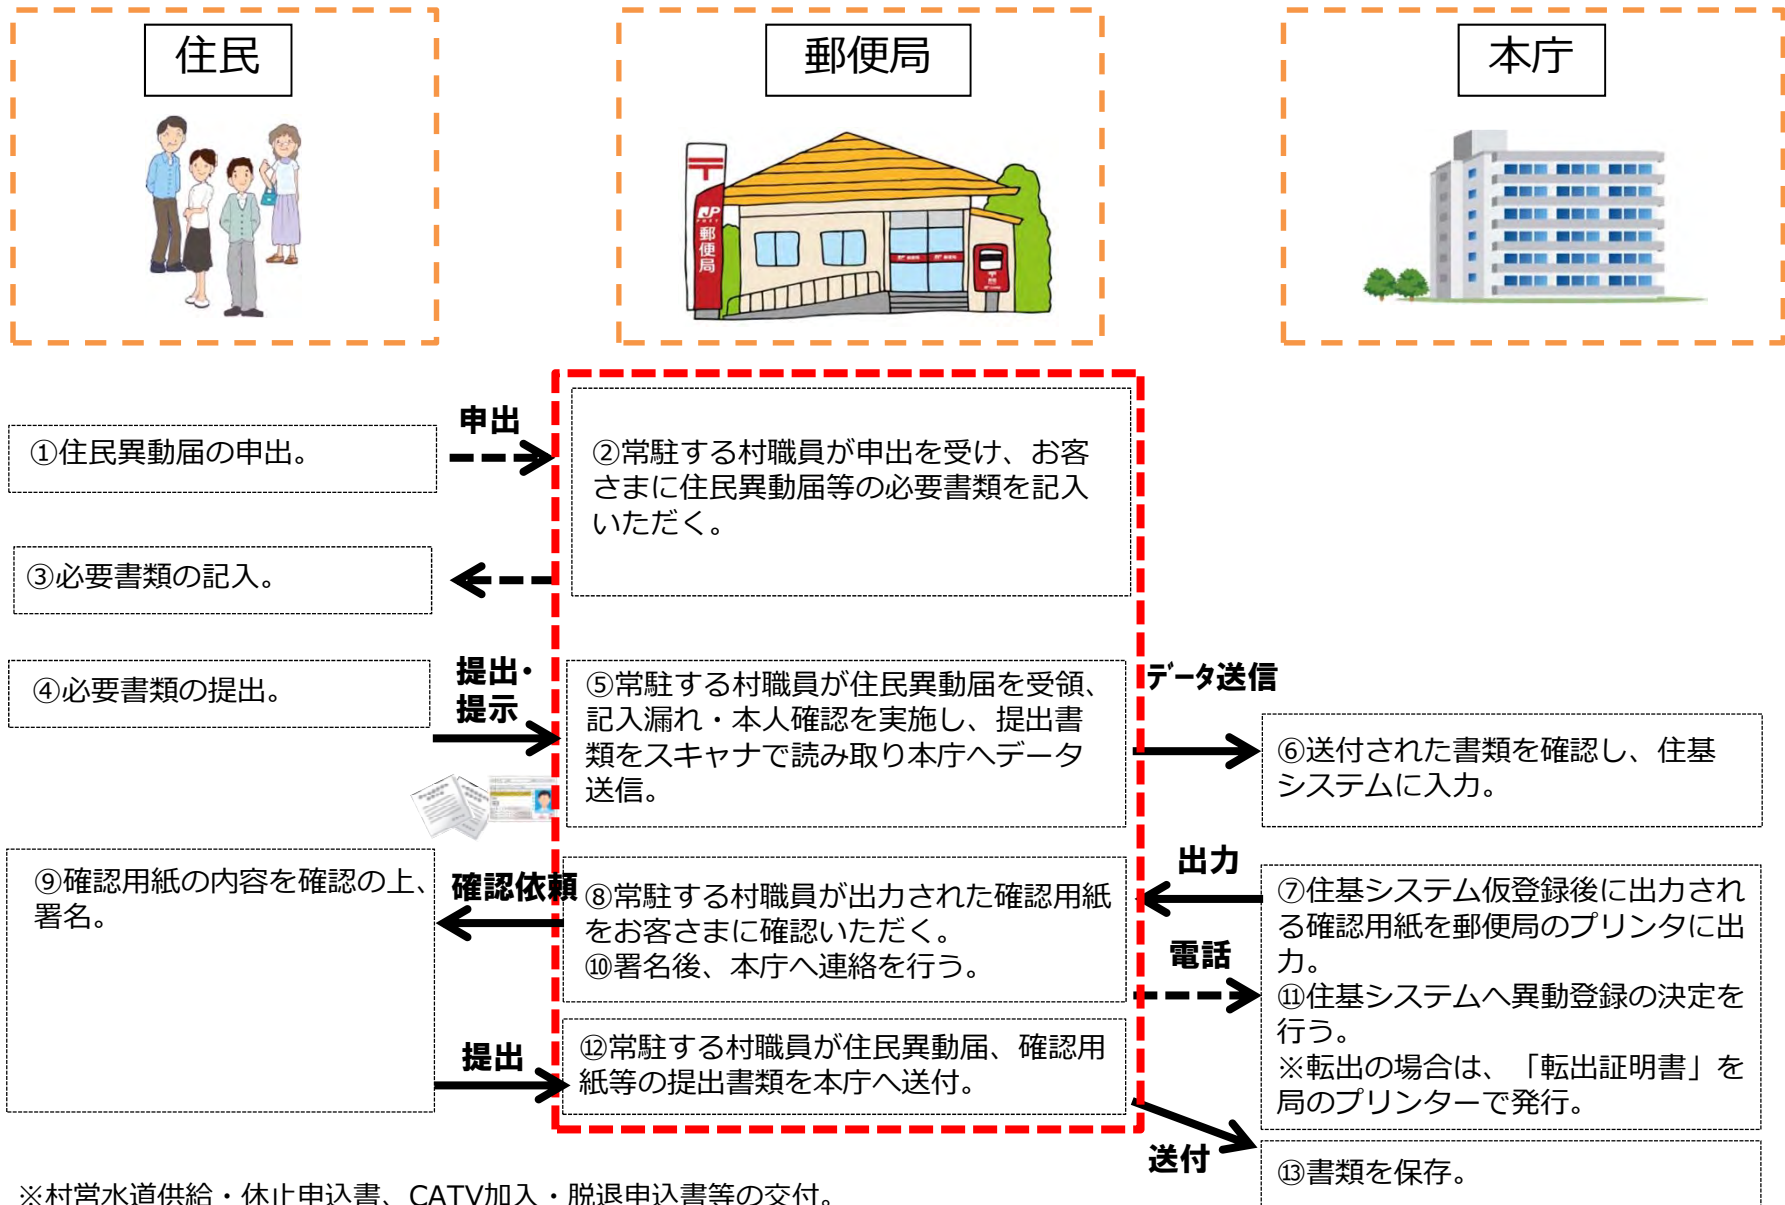 住民
郵便局
本庁
JP
POST
郵便局
申出
①住民異動届の申出。
②常駐する村職員が申出を受け、お客
さまに住民異動届等の必要書類を記入
いただく。
③必要書類の記入。
④必要書類の提出。
提出・
提示
⑤常駐する村職員が住民異動届を受領、
記入漏れ・本人確認を実施し、提出書
類をスキャナで読み取り本庁へデータ
送信。
データ送信
⑥送付された書類を確認し、住基
システムに入力。
出力
⑦住基システム仮登録後に出力され
る確認用紙を郵便局のプリンタに出
力。
⑧常駐する村職員が出力された確認用紙
をお客さまに確認いただく。
⑩署名後、本庁へ連絡を行う。
確認依頼
⑨確認用紙の内容を確認の上、
署名。
電話
⑪住基システムへ異動登録の決定を
行う。
※転出の場合は、「転出証明書」を
局のプリンターで発行。
提出
⑫常駐する村職員が住民異動届、確認用
紙等の提出書類を本庁へ送付。
送付
⑬書類を保存。
※村営水道供給・休止申込書、CATV加入・脱退申込書等の交付。